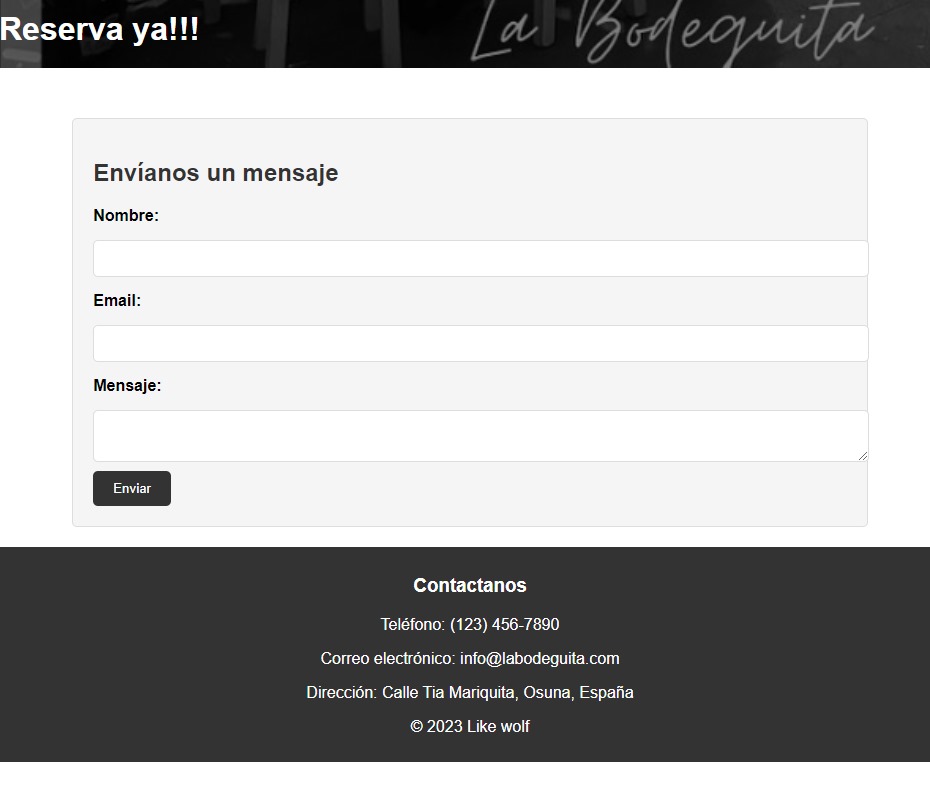 Reserva ya!!!
La Bodeguita
Envíanos un mensaje
Nombre:
Email:
Mensaje:
Enviar
Contactanos
Teléfono: (123) 456-7890
Correo electrónico: info@labodeguita.com
Dirección: Calle Tia Mariquita, Osuna, España
© 2023 Like wolf